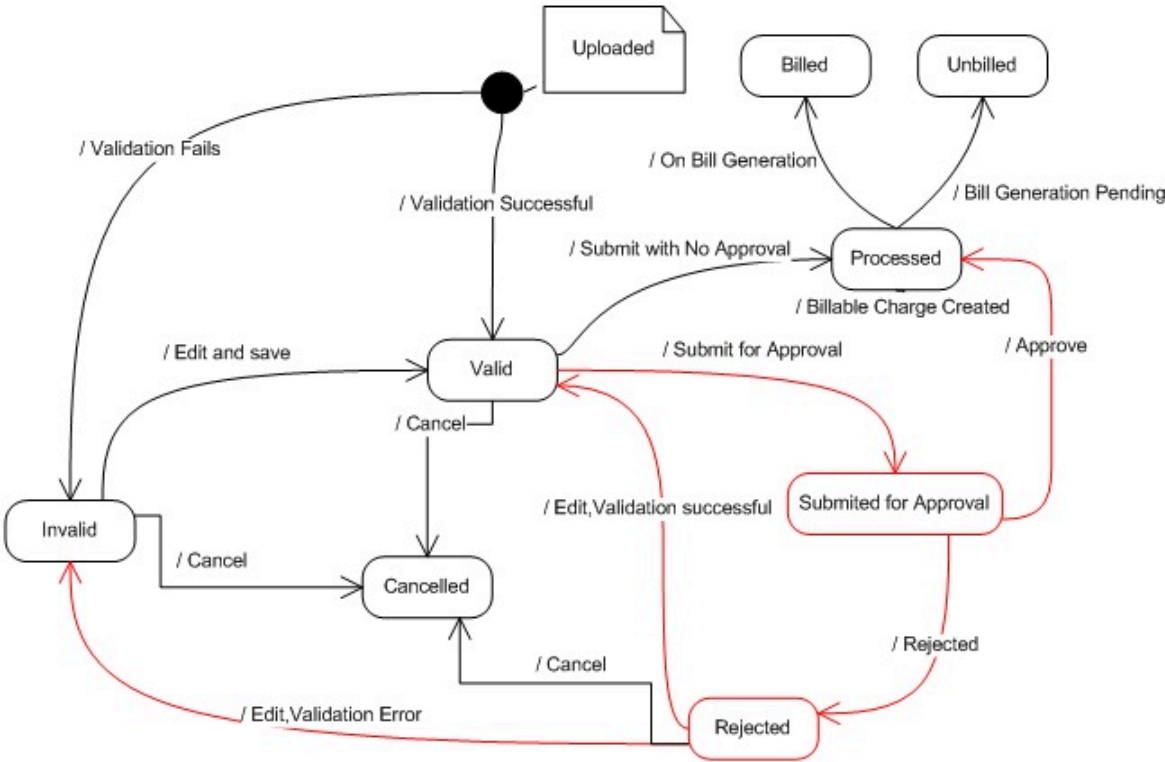 Uploaded
Billed
Unbilled
/ Validation Fails
/ On Bill Generation
/ Bill Generation Pending
/ Validation Successful
/ Submit with No Approval
Processed
/ Billable Charge Created
/ Edit and save
Valid
/ Submit for Approval
/ Approve
/ Cancel
/ Edit,Validation successful
Submited for Approval
Invalid
/ Cancel
Cancelled
/ Rejected
/ Cancel
/ Edit,Validation Error
Rejected